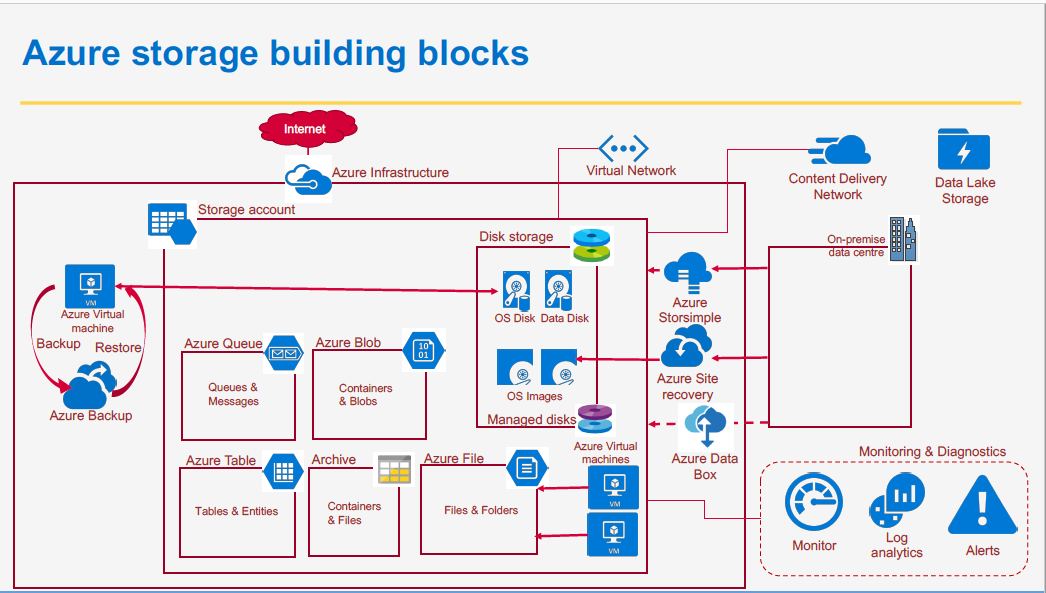 Azure storage building blocks
Internet
Azure Infrastructure
Virtual Network
Content Delivery
Network
Data Lake
Storage
Storage account
Disk storage
On-premise
data centre
VM
Azure Virtual
machine
Backup
Restore
Azure Backup
OS Disk
Data Disk
Azure
Storsimple
Azure Queue
Queues &
Messages
Azure Blob
10
01
Containers
& Blobs
OS Images
Azure Site
recovery
Managed disks
Azure Virtual
machines
Azure Data
Box
Azure Table
Tables & Entities
Archive
Containers
& Files
Azure File
Files & Folders
VM
VM
Monitoring & Diagnostics
Monitor
Log
analytics
Alerts